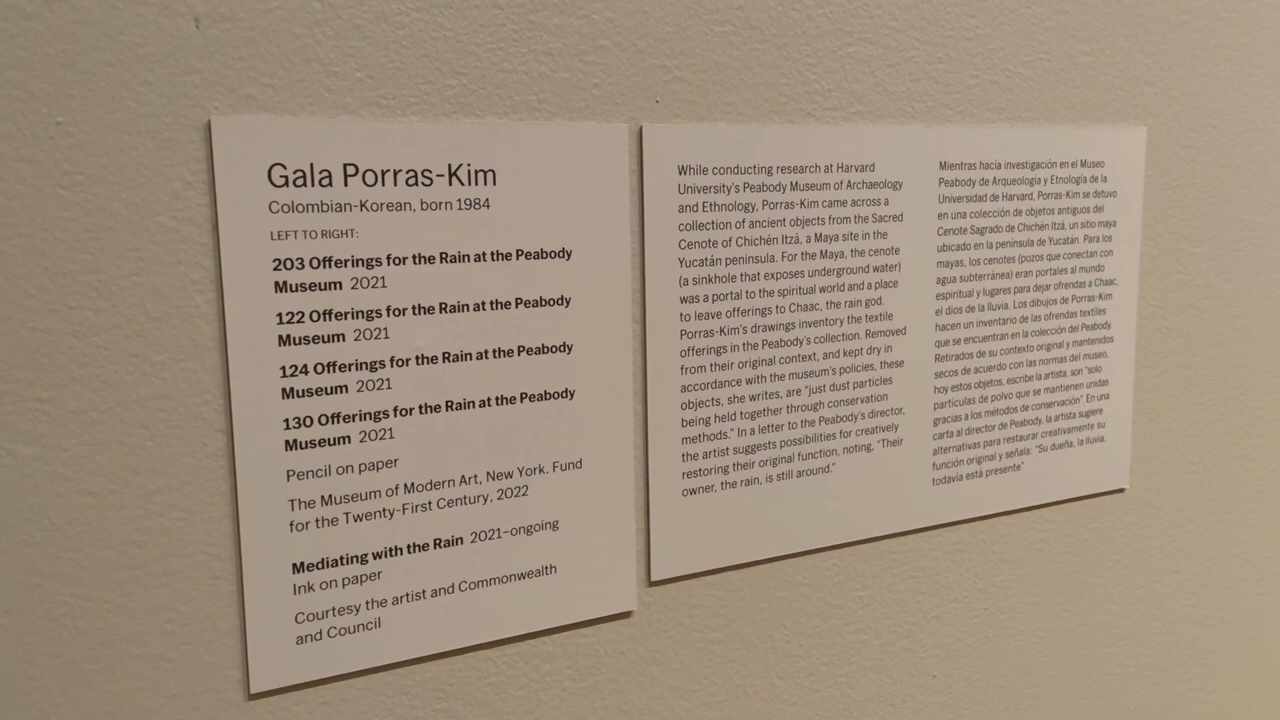 Gala Porras-Kim
Colombian-Korean, born 1984
LEFT TO RIGHT:
203 Offerings for the Rain at the Peabody
Museum 2021
122 Offerings for the Rain at the Peabody
Museum 2021
124 Offerings for the Rain at the Peabody
Museum 2021
130 Offerings for the Rain at the Peabody
Museum 2021
Pencil on paper
The Museum of Modern Art, New York. Fund
for the Twenty-First Century, 2022
Mediating with the Rain 2021–ongoing
Ink on paper
Courtesy the artist and Commonwealth
and Council
While conducting research at Harvard
University's Peabody Museum of Archaeology
and Ethnology, Porras-Kim came across a
collection of ancient objects from the Sacred
Cenote of Chichén Itzá, a Maya site in the
Yucatán peninsula. For the Maya, the cenote
(a sinkhole that exposes underground water)
was a portal to the spiritual world and a place
to leave offerings to Chaac, the rain god.
Porras-Kim's drawings inventory the textile
offerings in the Peabody's collection. Removed
from their original context, and kept dry in
accordance with the museum's policies, these
objects, she writes, are "just dust particles
being held together through conservation
methods." In a letter to the Peabody's director,
the artist suggests possibilities for creatively
restoring their original function, noting, "Their
owner, the rain, is still around."
Mientras hacía investigación en el Museo
Peabody de Arqueología y Etnología de la
Universidad de Harvard, Porras-Kim se detuvo
en una colección de objetos antiguos del
Cenote Sagrado de Chichén Itzá, un sitio maya
ubicado en la península de Yucatán. Para los
mayas, los cenotes (pozos que conectan con
agua subterránea) eran portales al mundo
espiritual y lugares para dejar ofrendas a Chaac,
el dios de la lluvia. Los dibujos de Porras-Kim
hacen un inventario de las ofrendas textiles
que se encuentran en la colección del Peabody.
Retirados de su contexto original y mantenidos
secos de acuerdo con las normas del museo,
hoy estos objetos, escribe la artista, son "solo
partículas de polvo que se mantienen unidas
gracias a los métodos de conservación". En una
carta al director de Peabody, la artista sugiere
alternativas para restaurar creativamente su
función original y señala: "Su dueña, la lluvia,
todavía está presente".